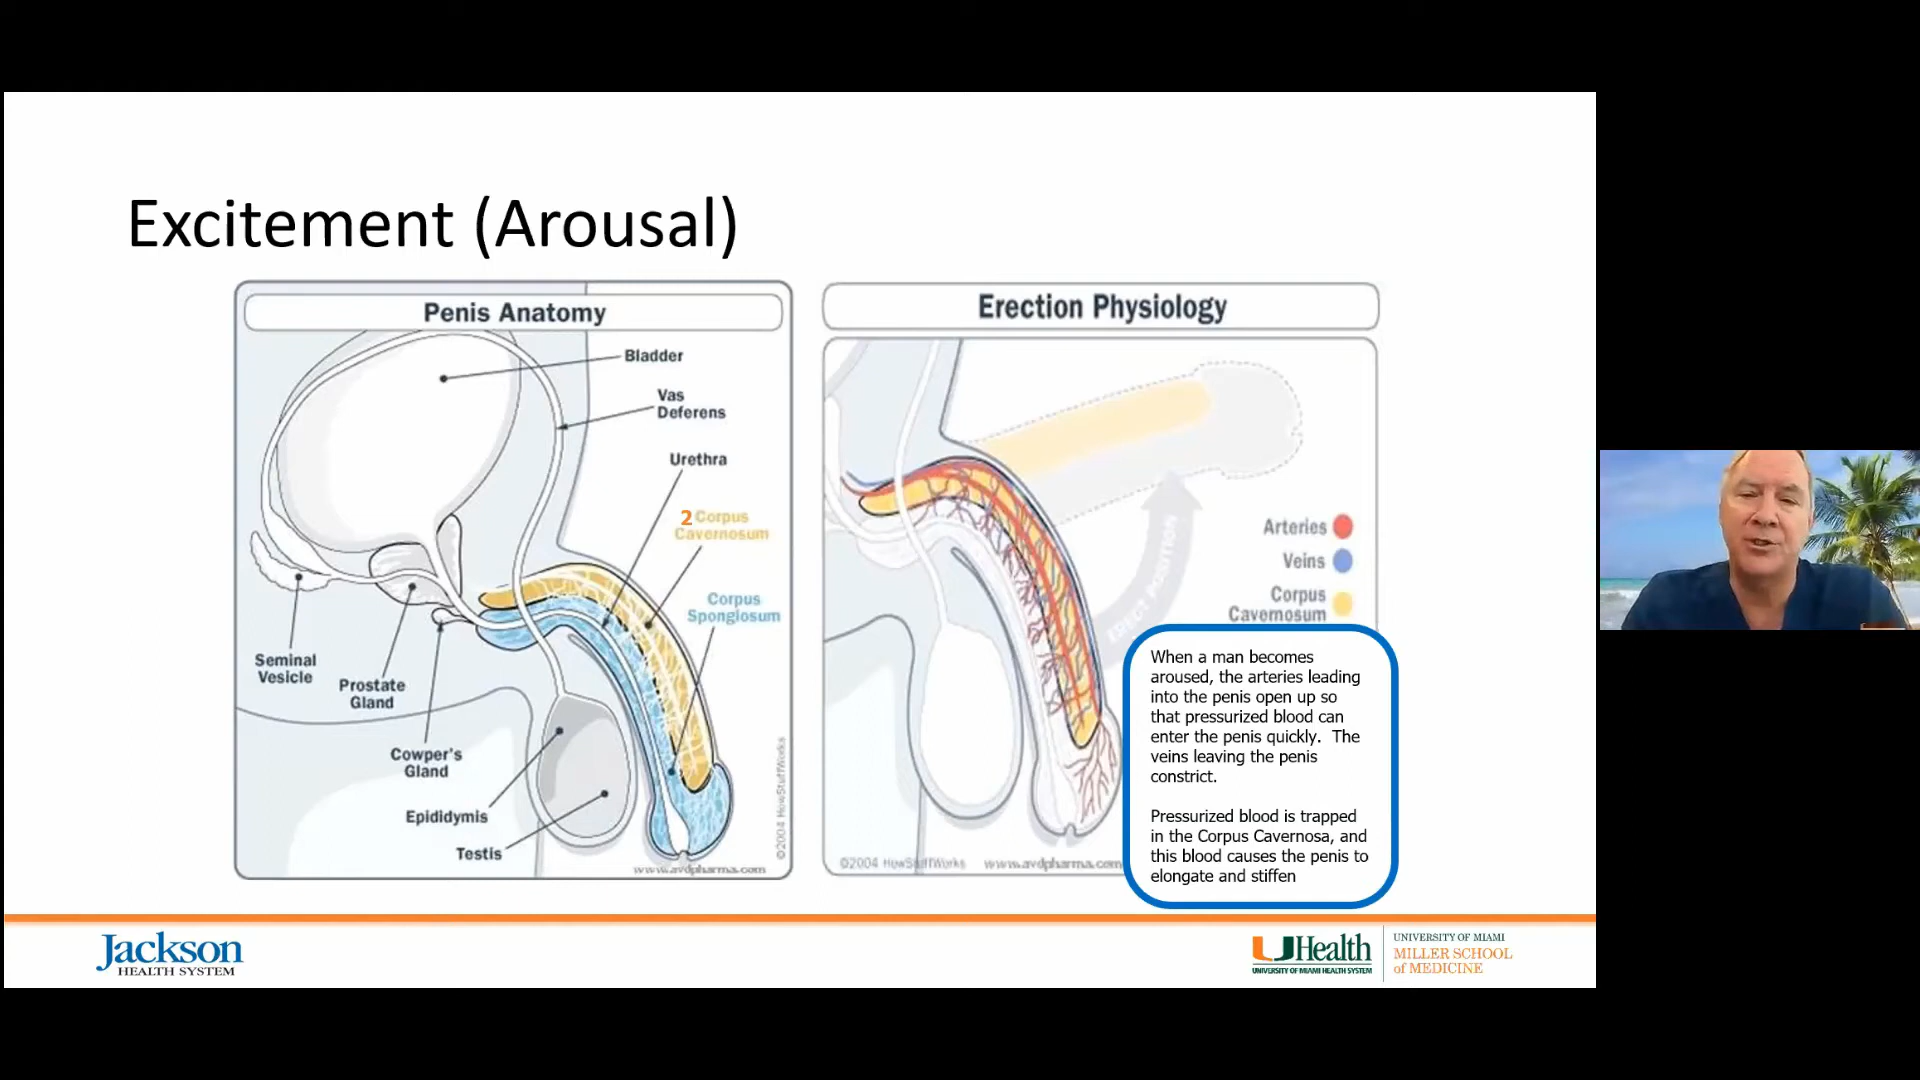 Excitement (Arousal)
Penis Anatomy
Bladder
Vas
Deferens
Urethra
2 Corpus
Cavernosum
Corpus
Spongiosum
Seminal
Vesicle
Prostate
Gland
Cowper's
Gland
Epididymis
Testis
©2004 HowStuffWorks
www.avdpharma.com
Erection Physiology
Arteries
Veins
Corpus
Cavernosum
ERECT POSITION
©2004 HowStuffWorks www.avdpharma.com
When a man becomes
aroused, the arteries leading
into the penis open up so
that pressurized blood can
enter the penis quickly. The
veins leaving the penis
constrict.
Pressurized blood is trapped
in the Corpus Cavernosa, and
this blood causes the penis to
elongate and stiffen
Jackson
HEALTH SYSTEM
UHealth
UNIVERSITY OF MIAMI HEALTH SYSTEM
UNIVERSITY OF MIAMI
MILLER SCHOOL
of MEDICINE